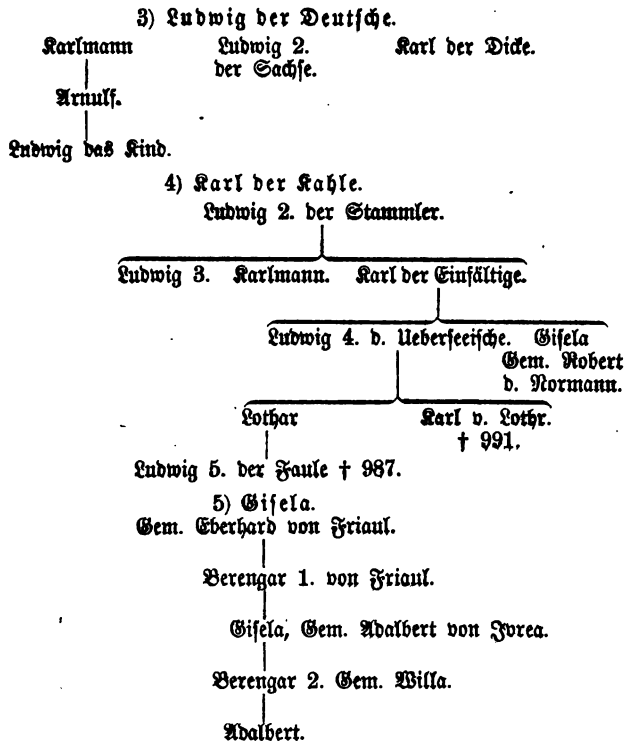 3) Ludwig der Deutsche.
Karlmann Ludwig 2. Karl der Dicke.
der Sachse.
Arnulf.
Ludwig das Kind.
4) Karl der Kahle.
Ludwig 2. der Stammler.
Ludwig 3. Karlmann. Karl der Einfältige.
Ludwig 4. d. Ueberseeische. Gisela
Gem. Robert
d. Normann.
Lothar Karl v. Lothr.
† 991.
Ludwig 5. der Faule † 987.
5) Gisela.
Gem. Eberhard von Friaul.
Berengar 1. von Friaul.
Gisela, Gem. Adalbert von Ivrea.
Berengar 2. Gem. Willa.
Adalbert.